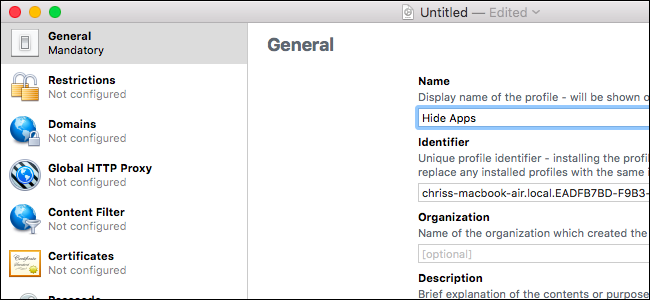 Untitled — Edited
General
Mandatory
Restrictions
Not configured
Domains
Not configured
Global HTTP Proxy
Not configured
Content Filter
Not configured
Certificates
Not configured
General
Name
Display name of the profile - will be shown
Hide Apps
Identifier
Unique profile identifier - installing the
replace any installed profiles with the same
chriss-macbook-air.local.EADFB7BD-F9B3-
Organization
Name of the organization which created the
[optional]
Description
Brief explanation of the contents or